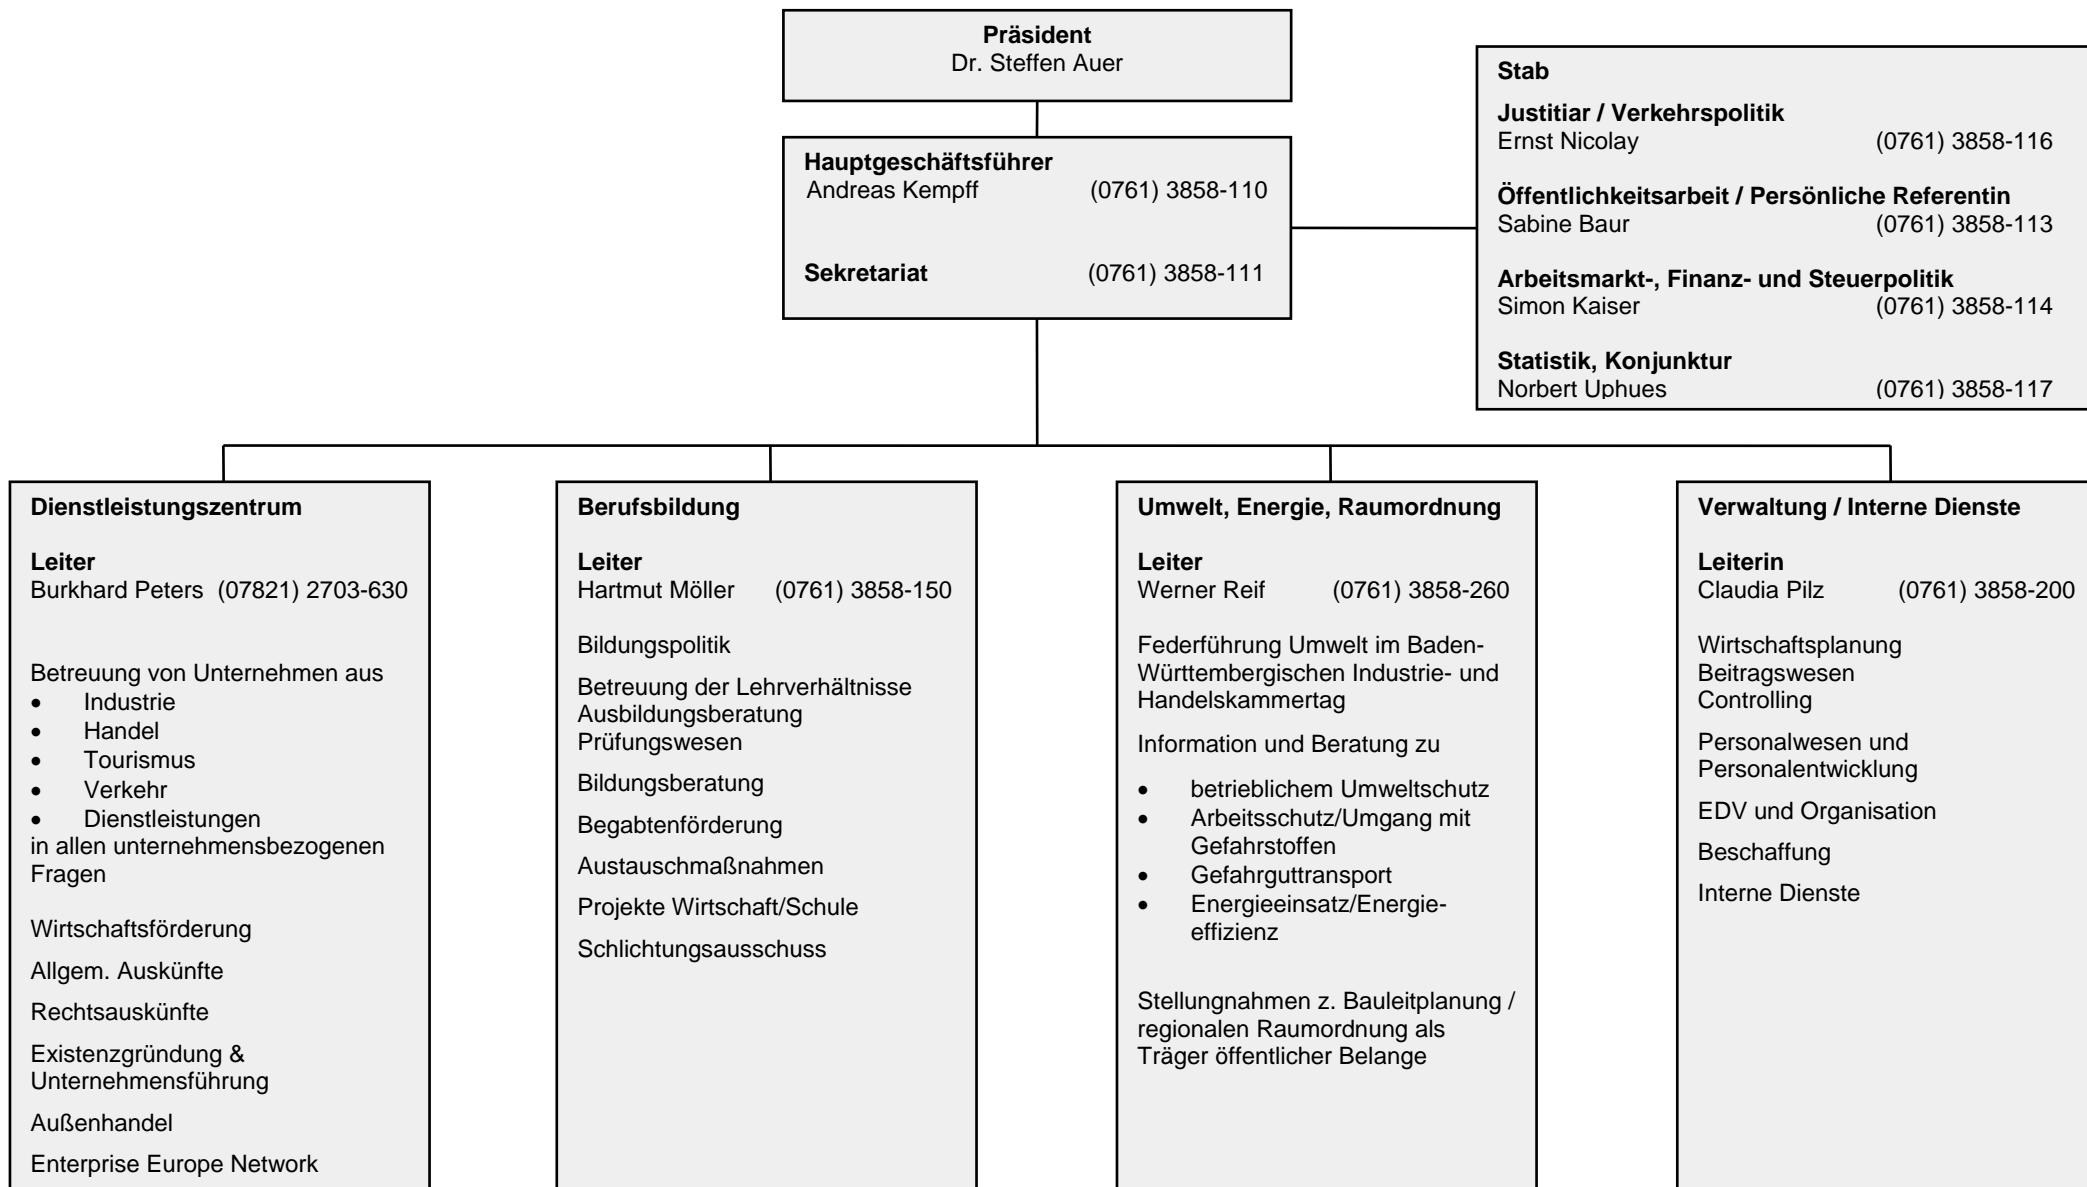 Präsident
Dr. Steffen Auer
Hauptgeschäftsführer
Andreas Kempff (0761) 3858-110
Sekretariat (0761) 3858-111
Stab
Justitiar / Verkehrspolitik
Ernst Nicolay (0761) 3858-116
Öffentlichkeitsarbeit / Persönliche Referentin
Sabine Baur (0761) 3858-113
Arbeitsmarkt-, Finanz- und Steuerpolitik
Simon Kaiser (0761) 3858-114
Statistik, Konjunktur
Norbert Uphues (0761) 3858-117
Dienstleistungszentrum
Leiter
Burkhard Peters (07821) 2703-630
Betreuung von Unternehmen aus
• Industrie
• Handel
• Tourismus
• Verkehr
• Dienstleistungen
in allen unternehmensbezogenen
Fragen
Wirtschaftsförderung
Allgem. Auskünfte
Rechtsauskünfte
Existenzgründung &
Unternehmensführung
Außenhandel
Enterprise Europe Network
Berufsbildung
Leiter
Hartmut Möller (0761) 3858-150
Bildungspolitik
Betreuung der Lehrverhältnisse
Ausbildungsberatung
Prüfungswesen
Bildungsberatung
Begabtenförderung
Austauschmaßnahmen
Projekte Wirtschaft/Schule
Schlichtungsausschuss
Umwelt, Energie, Raumordnung
Leiter
Werner Reif (0761) 3858-260
Federführung Umwelt im Baden-
Württembergischen Industrie- und
Handelskammertag
Information und Beratung zu
• betrieblichem Umweltschutz
• Arbeitsschutz/Umgang mit
Gefahrstoffen
• Gefahrguttransport
• Energieeinsatz/Energie-
effizienz
Stellungnahmen z. Bauleitplanung /
regionalen Raumordnung als
Träger öffentlicher Belange
Verwaltung / Interne Dienste
Leiterin
Claudia Pilz (0761) 3858-200
Wirtschaftsplanung
Beitragswesen
Controlling
Personalwesen und
Personalentwicklung
EDV und Organisation
Beschaffung
Interne Dienste